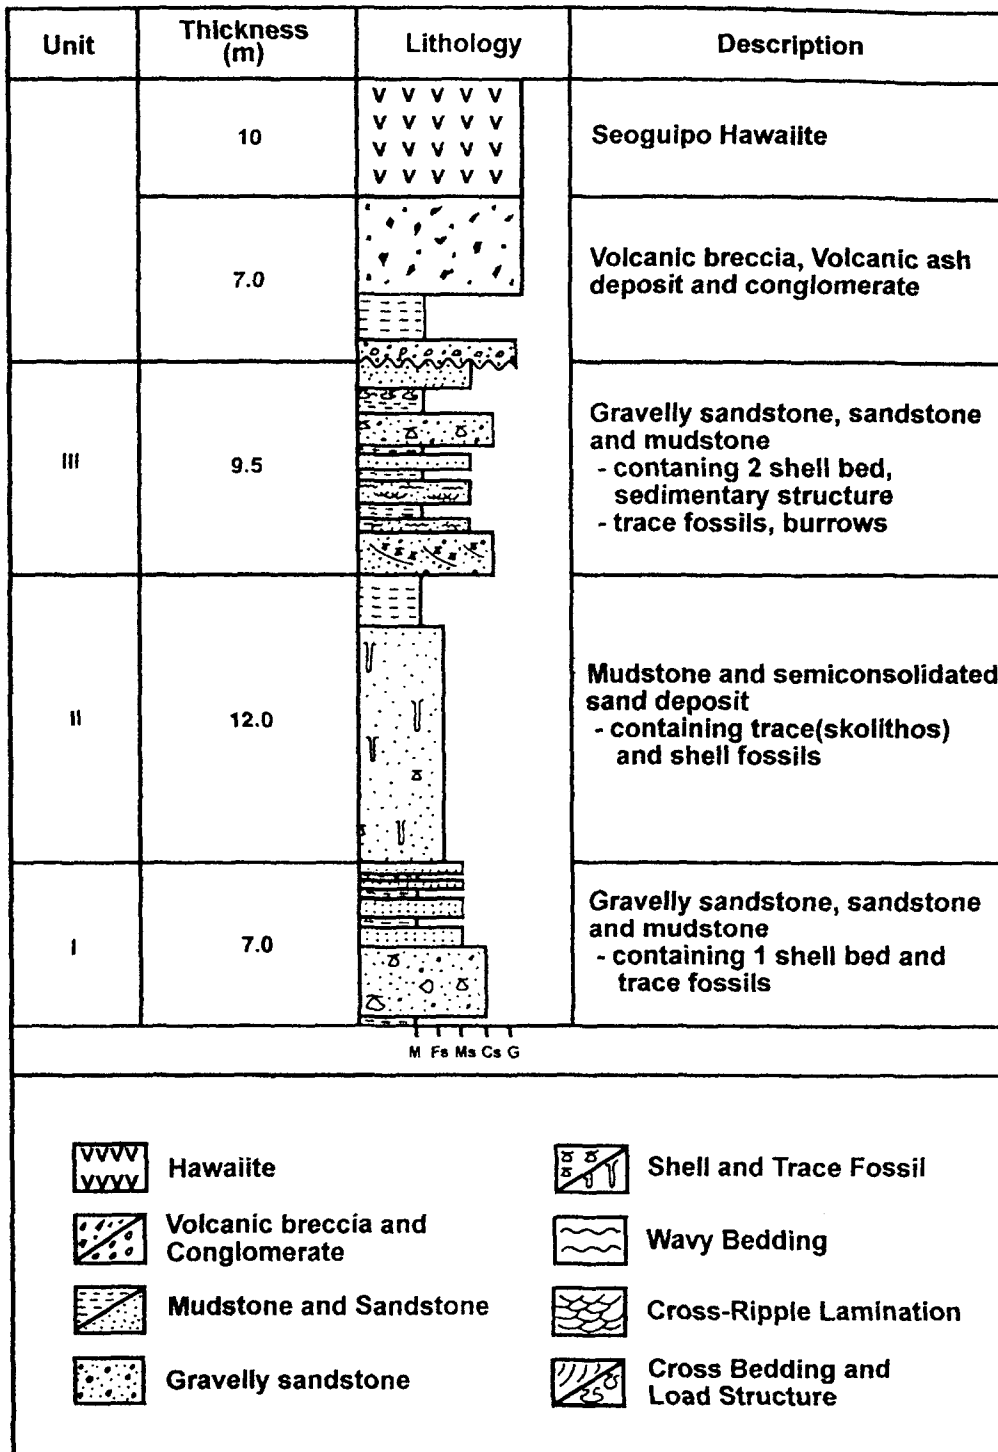 Unit
Thickness
(m)
Lithology
Description
10
Seoguipo Hawaiite
7.0
Volcanic breccia, Volcanic ash
deposit and conglomerate
III
9.5
Gravelly sandstone, sandstone
and mudstone
- contaning 2 shell bed,
sedimentary structure
- trace fossils, burrows
II
12.0
Mudstone and semiconsolidated
sand deposit
- containing trace(skolithos)
and shell fossils
I
7.0
Gravelly sandstone, sandstone
and mudstone
- containing 1 shell bed and
trace fossils
M Fs Ms Cs G
Hawaiite
Volcanic breccia and
Conglomerate
Mudstone and Sandstone
Gravelly sandstone
Shell and Trace Fossil
Wavy Bedding
Cross-Ripple Lamination
Cross Bedding and
Load Structure